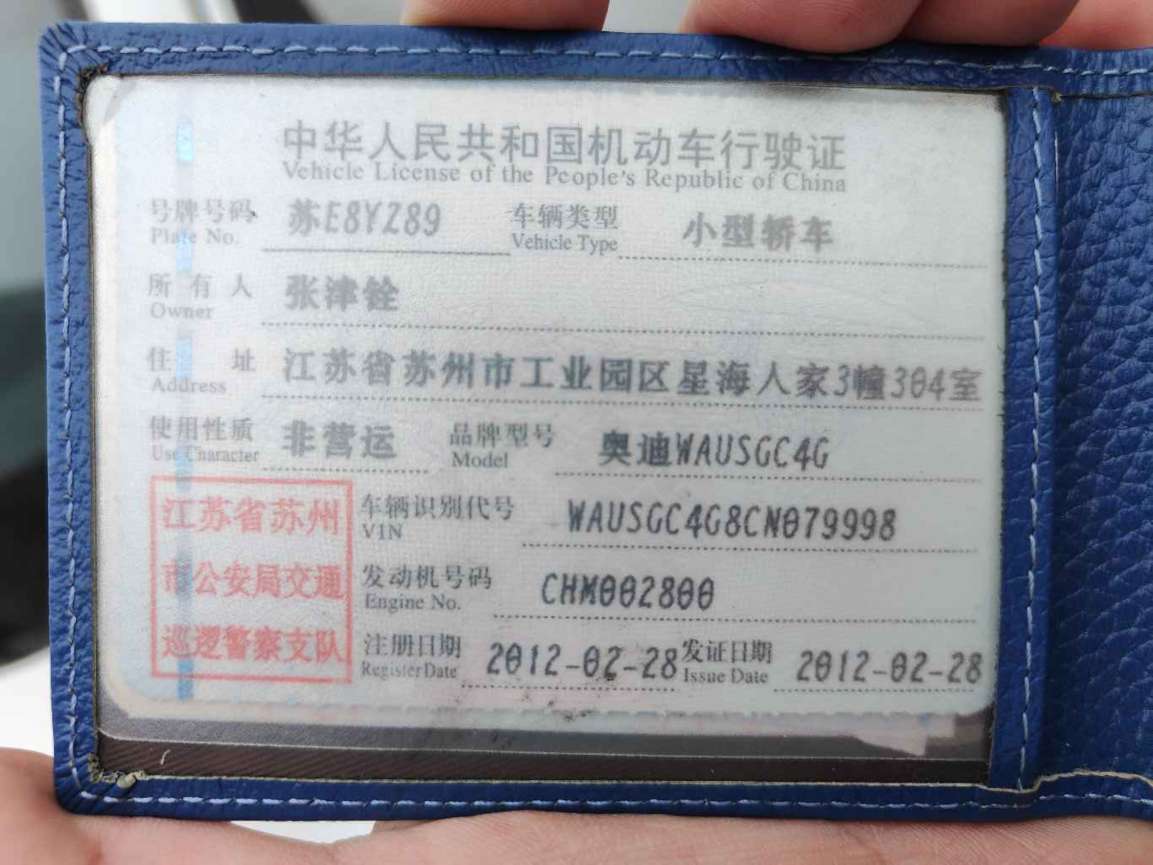 中华人民共和国机动车行驶证
Vehicle License of the People's Republic of China
号牌号码 苏E8YZ89 车辆类型 小型轿车
Plate No. Vehicle Type
所有人 张津铨
Owner
住址 江苏省苏州市工业园区星海人家3幢304室
Address
使用性质 非营运 品牌型号 奥迪WAUSGC4G
Use Character Model
江苏省苏州 车辆识别代号 WAUSGC4G8CN079998
VIN
市公安局交通 发动机号码 CHM002800
Engine No.
巡逻警察支队 注册日期 2012-02-28 发证日期 2012-02-28
Register Date Issue Date